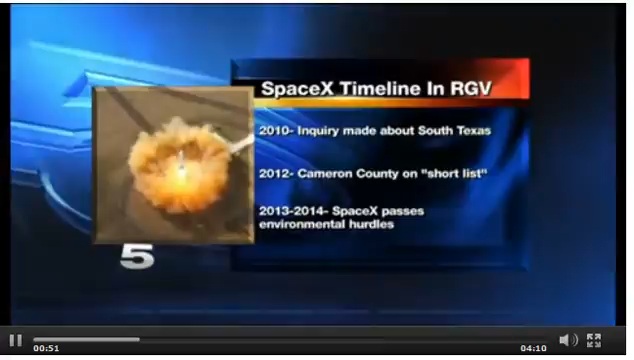 SpaceX Timeline In RGV
2010- Inquiry made about South Texas
2012- Cameron County on "short list"
2013-2014- SpaceX passes
environmental hurdles
5
00:51
04:10